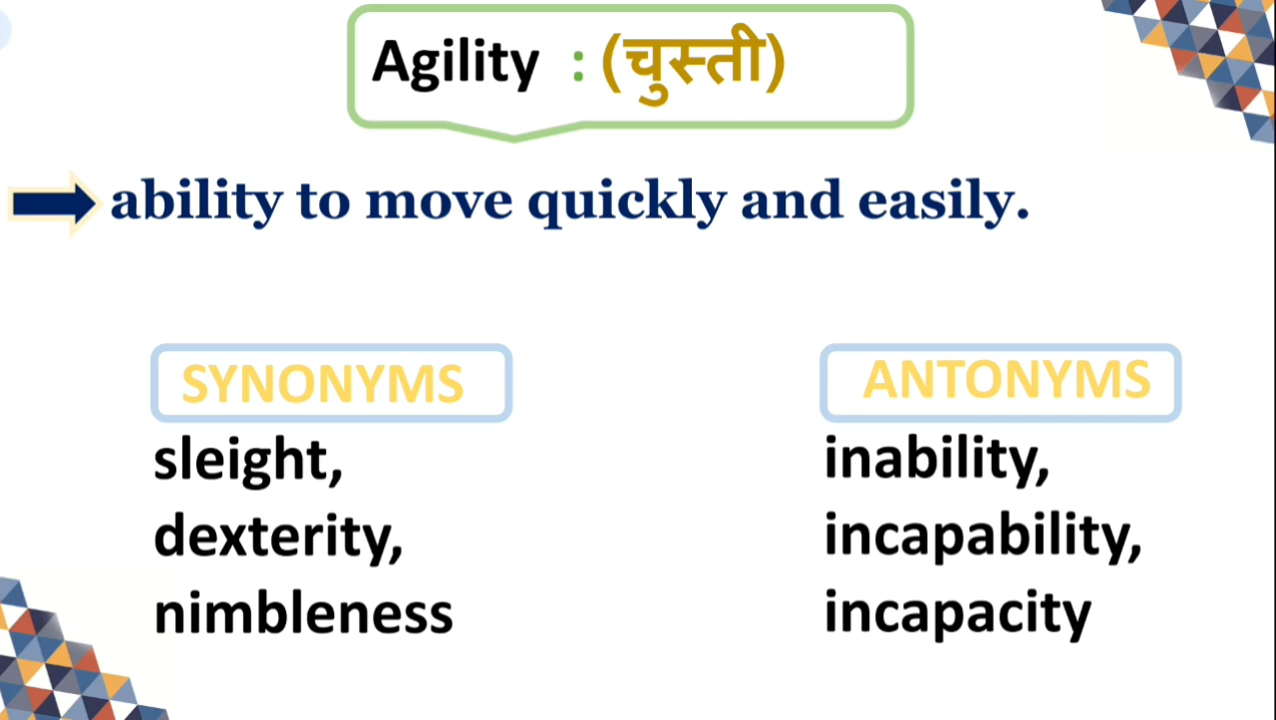 Agility : (चुस्ती)
ability to move quickly and easily.
SYNONYMS
sleight,
dexterity,
nimbleness
ANTONYMS
inability,
incapability,
incapacity